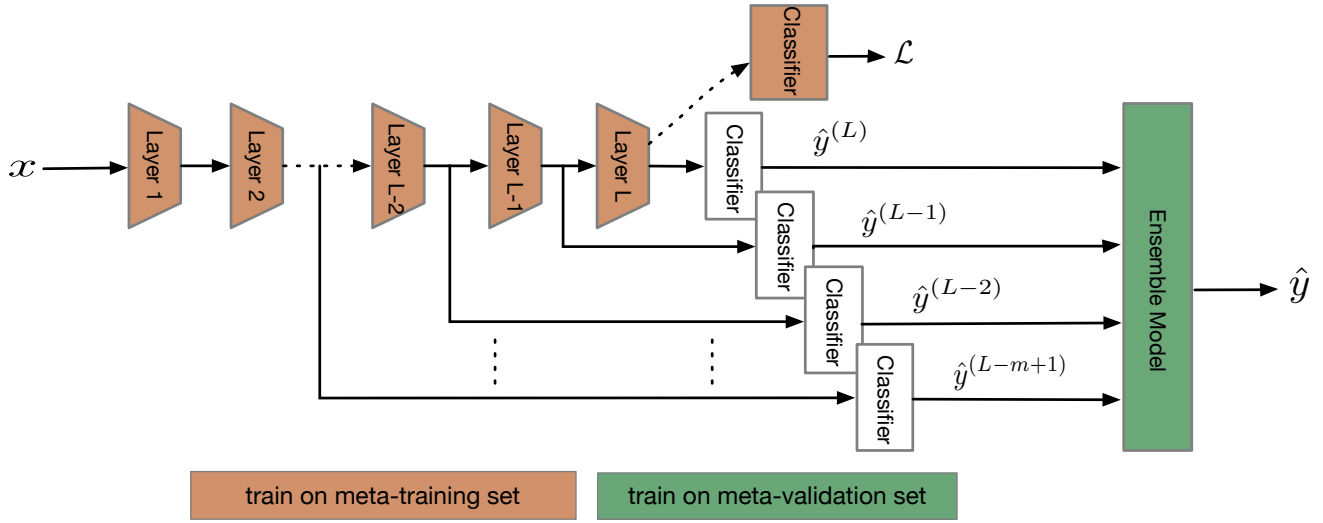 Classifier
ℒ
x
Layer 1
Layer 2
Layer L-2
Layer L-1
Layer L
Classifier
ŷ^(L)
Classifier
ŷ^(L−1)
Classifier
ŷ^(L−2)
Classifier
ŷ^(L−m+1)
Ensemble Model
ŷ
train on meta-training set
train on meta-validation set